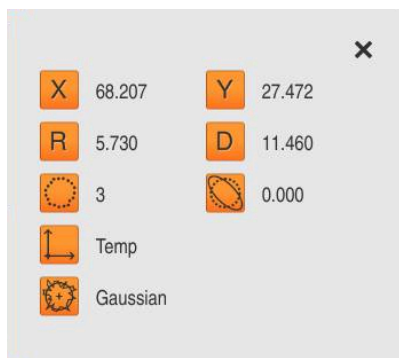 X 68.207 Y 27.472
R 5.730 D 11.460
3 0.000
Temp
Gaussian